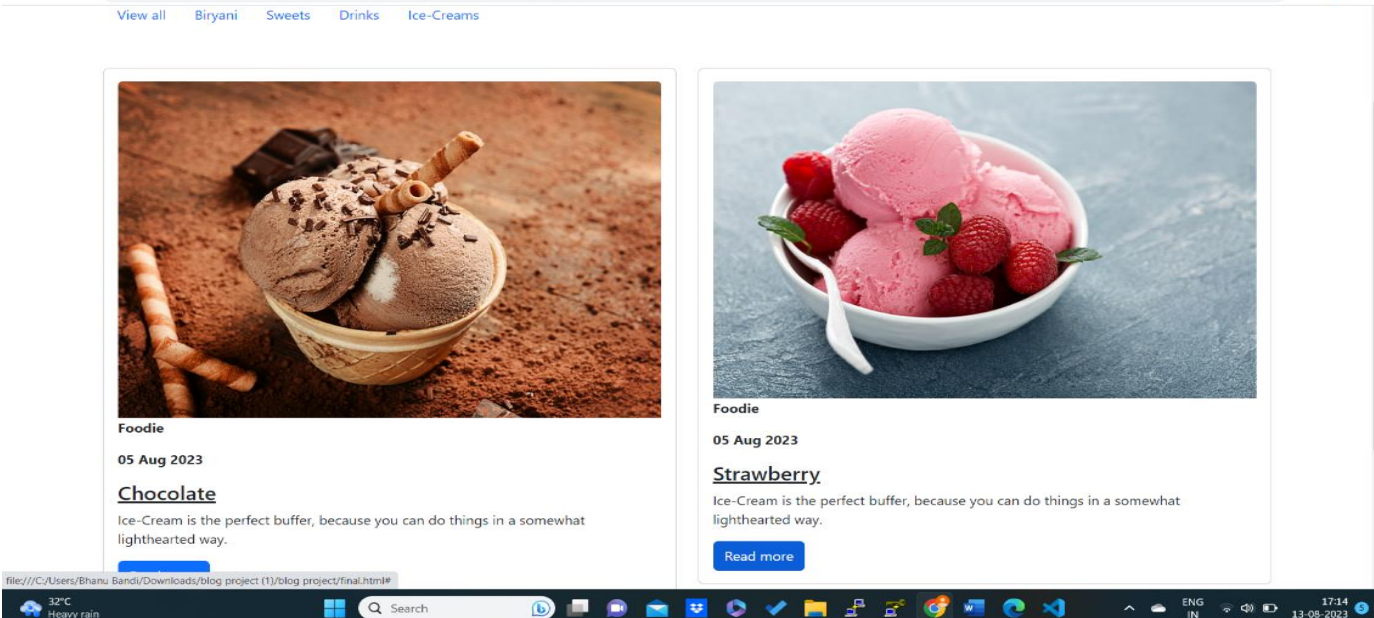 View all Biryani Sweets Drinks Ice-Creams
Foodie
05 Aug 2023
Chocolate
Ice-Cream is the perfect buffer, because you can do things in a somewhat
lighthearted way.
Foodie
05 Aug 2023
Strawberry
Ice-Cream is the perfect buffer, because you can do things in a somewhat
lighthearted way.
Read more
file:///C:/Users/Bhanu Bandi/Downloads/blog project (1)/blog project/final.html#
32°C
Heavy rain
Search
ENG
IN
17:14
13-08-2023
5